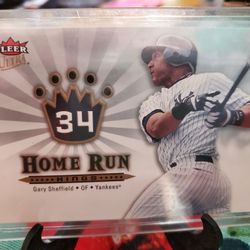 FLEER
ULTRA
34
HOME RUN
KINGS
Gary Sheffield • OF • Yankees®